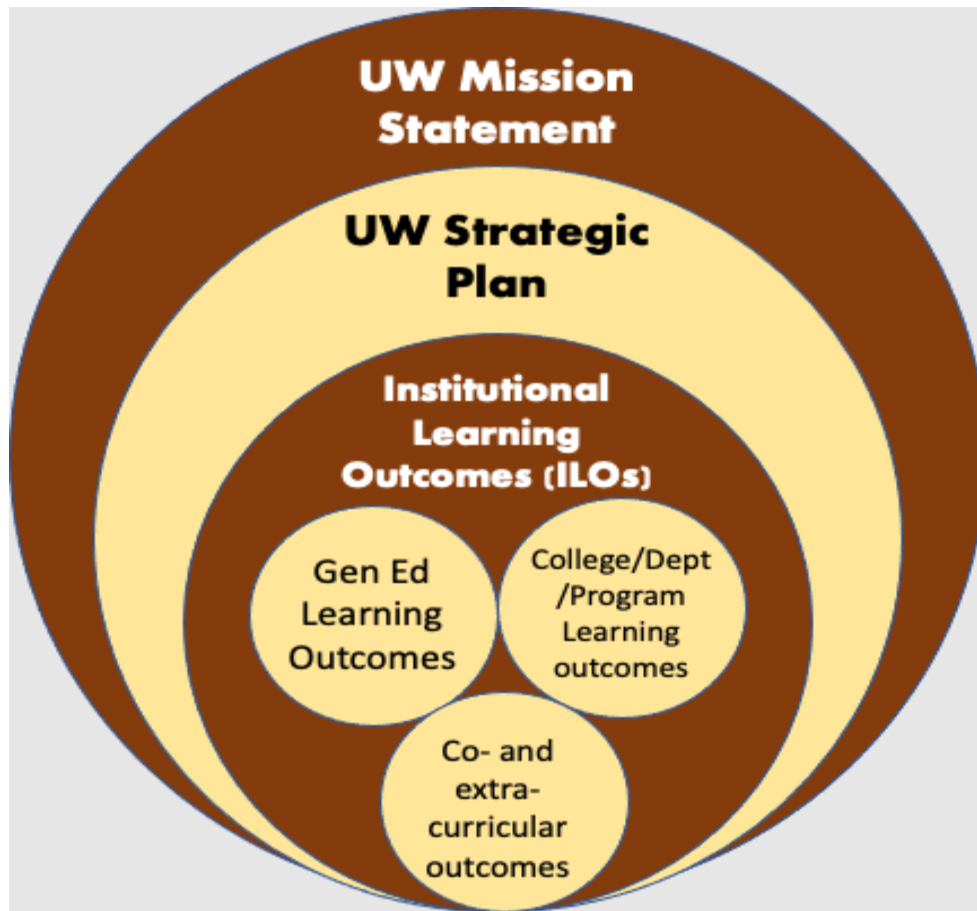 UW Mission
Statement
UW Strategic
Plan
Institutional
Learning
Outcomes (ILOs)
Gen Ed
Learning
Outcomes
College/Dept
/Program
Learning
outcomes
Co- and
extra-
curricular
outcomes